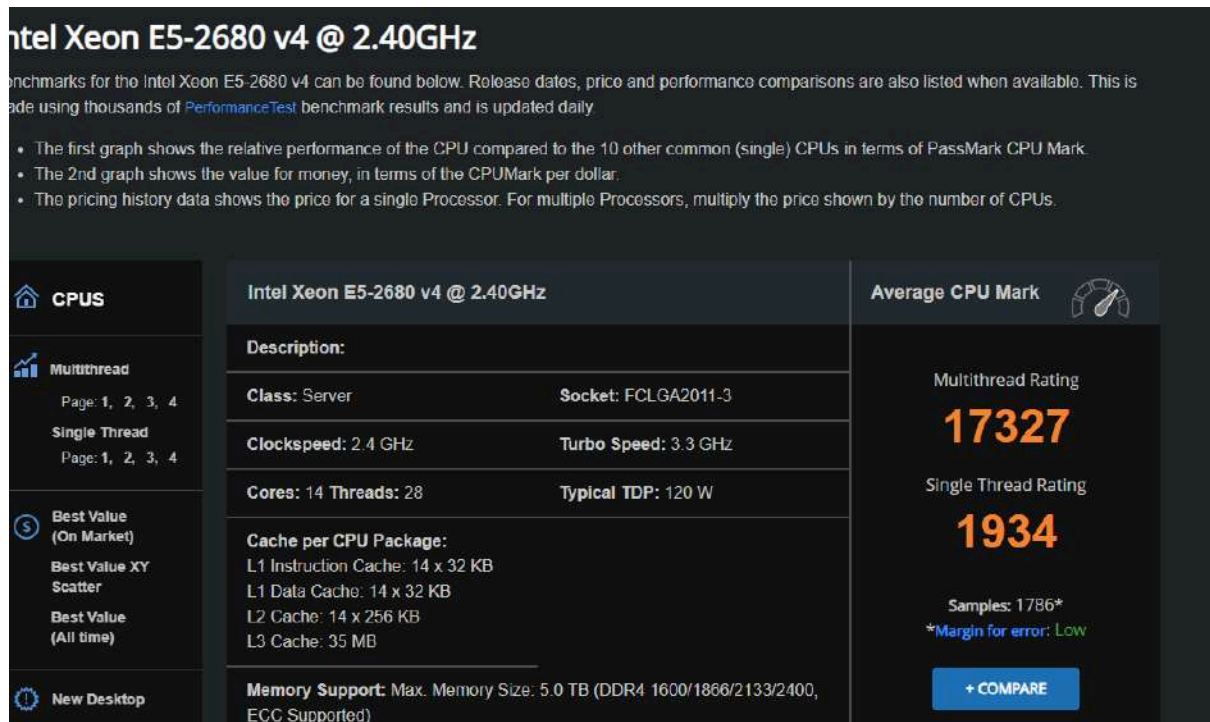 ntel Xeon E5-2680 v4 @ 2.40GHz
enchmarks for the Intel Xeon E5-2680 v4 can be found below. Release dates, price and performance comparisons are also listed when available. This is
ade using thousands of PerformanceTest benchmark results and is updated daily.
• The first graph shows the relative performance of the CPU compared to the 10 other common (single) CPUs in terms of PassMark CPU Mark.
• The 2nd graph shows the value for money, in terms of the CPUMark per dollar.
• The pricing history data shows the price for a single Processor. For multiple Processors, multiply the price shown by the number of CPUs.
CPUS
Multithread
Page: 1, 2, 3, 4
Single Thread
Page: 1, 2, 3, 4
Best Value
(On Market)
Best Value XY
Scatter
Best Value
(All time)
New Desktop
Intel Xeon E5-2680 v4 @ 2.40GHz
Description:
Class: Server Socket: FCLGA2011-3
Clockspeed: 2.4 GHz Turbo Speed: 3.3 GHz
Cores: 14 Threads: 28 Typical TDP: 120 W
Cache per CPU Package:
L1 Instruction Cache: 14 x 32 KB
L1 Data Cache: 14 x 32 KB
L2 Cache: 14 x 256 KB
L3 Cache: 35 MB
Memory Support: Max. Memory Size: 5.0 TB (DDR4 1600/1866/2133/2400,
ECC Supported)
Average CPU Mark
Multithread Rating
17327
Single Thread Rating
1934
Samples: 1786*
*Margin for error: Low
+ COMPARE